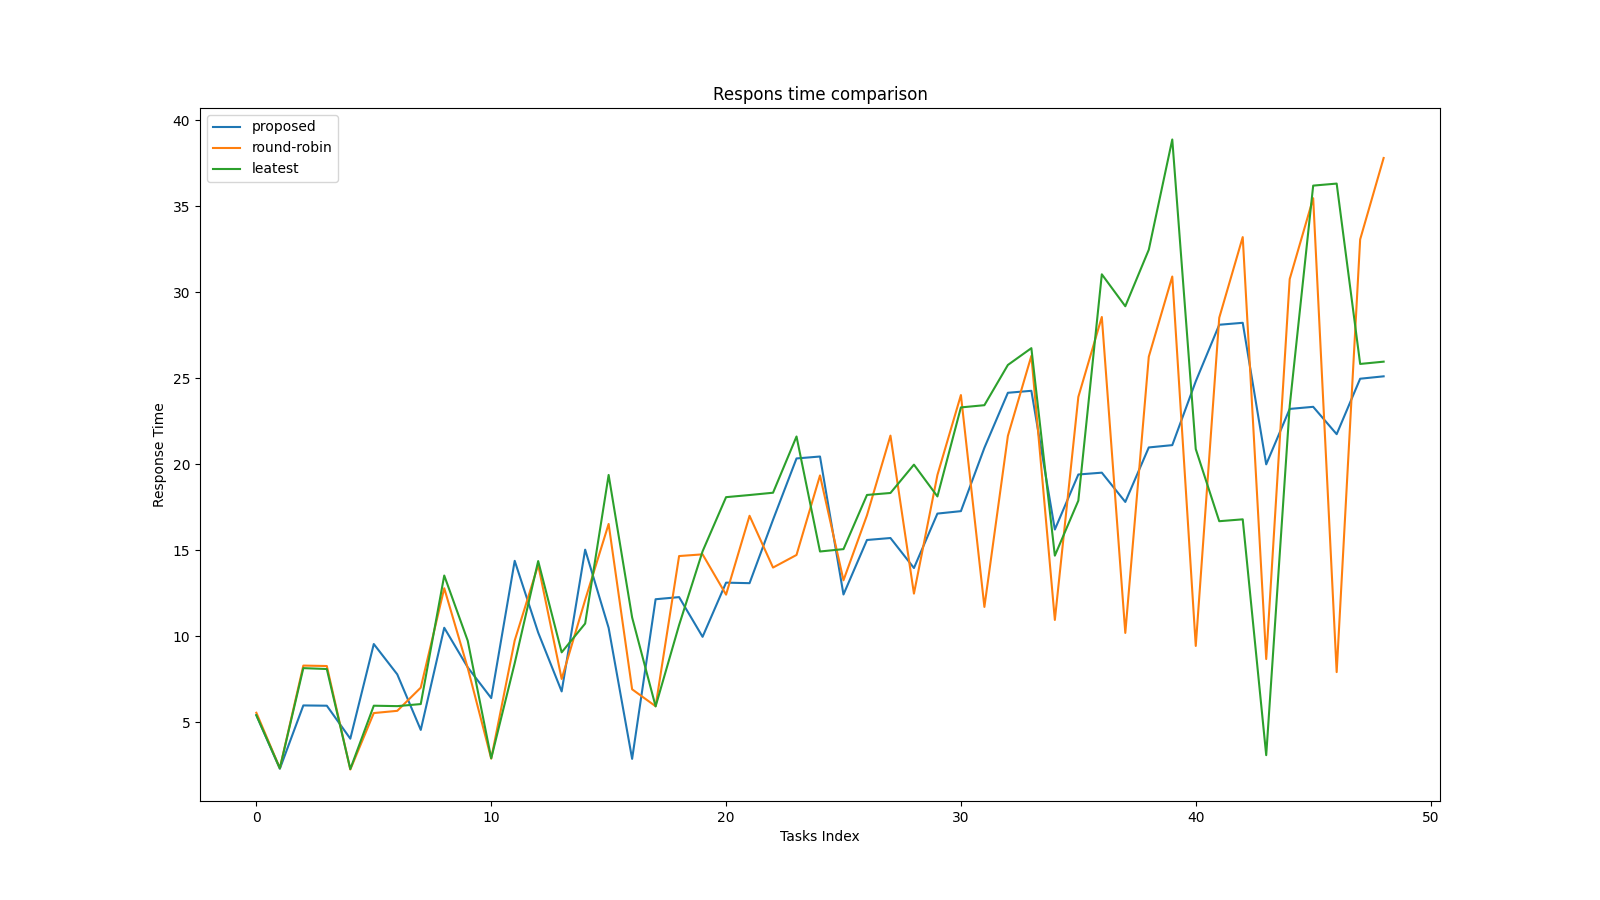 Respons time comparison
proposed
round-robin
leatest
Response Time
40
35
30
25
20
15
10
5
0 10 20 30 40 50
Tasks Index